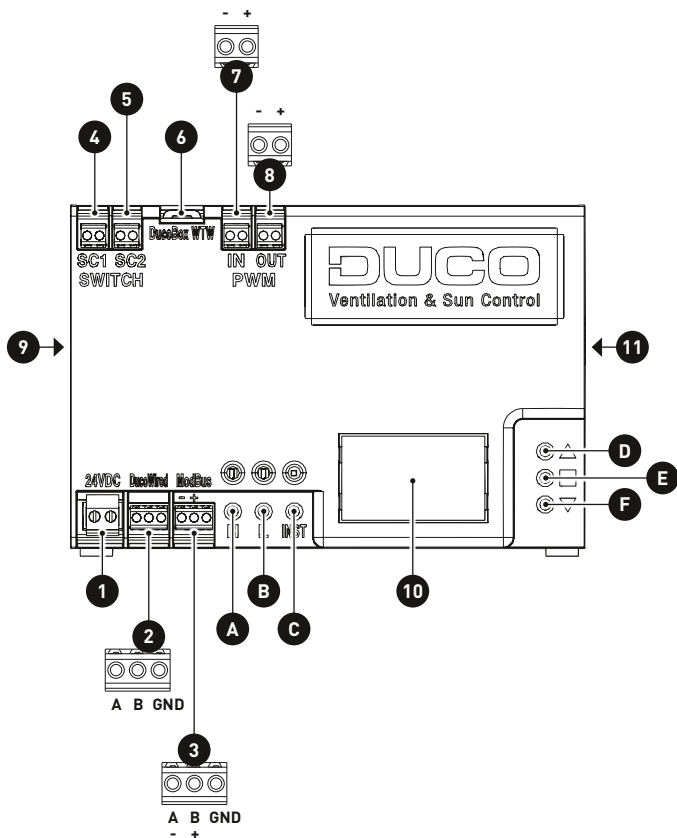 - +
7
5
- +
4
6
8
DucoBox WTW
SC1 SC2
IN OUT
SWITCH
PWM
DUCO
Ventilation & Sun Control
9
11
D
E
F
24VDC
DucoWired
ModBus
- +
INST
1
2
A
B
C
10
A B GND
3
A B GND
- +